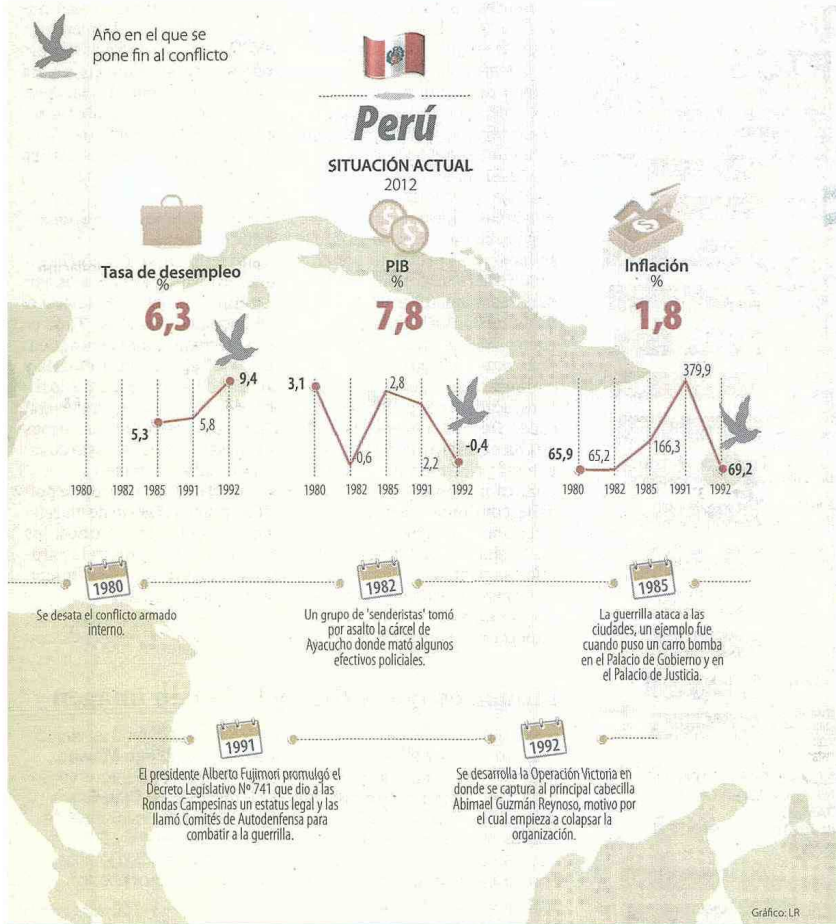 Año en el que se
pone fin al conflicto
Perú
SITUACIÓN ACTUAL
2012
Tasa de desempleo
%
6,3
PIB
%
7,8
Inflación
%
1,8
9,4
5,8
5,3
1980 1982 1985 1991 1992
3,1
2,8
-0,6
2,2
-0,4
1980 1982 1985 1991 1992
379,9
166,3
65,9
65,2
69,2
1980 1982 1985 1991 1992
1980
Se desata el conflicto armado
interno.
1982
Un grupo de 'senderistas' tomó
por asalto la cárcel de
Ayacucho donde mató algunos
efectivos policiales.
1985
La guerrilla ataca a las
ciudades, un ejemplo fue
cuando puso un carro bomba
en el Palacio de Gobierno y en
el Palacio de Justicia.
1991
El presidente Alberto Fujimori promulgó el
Decreto Legislativo Nº 741 que dio a las
Rondas Campesinas un estatus legal y las
llamó Comités de Autodenfensa para
combatir a la guerrilla.
1992
Se desarrolla la Operación Victoria en
donde se captura al principal cabecilla
Abimael Guzmán Reynoso, motivo por
el cual empieza a colapsar la
organización.
Gráfico: LR